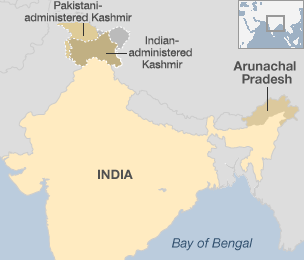 Pakistani-
administered Kashmir
Indian-
administered
Kashmir
Arunachal
Pradesh
INDIA
Bay of Bengal